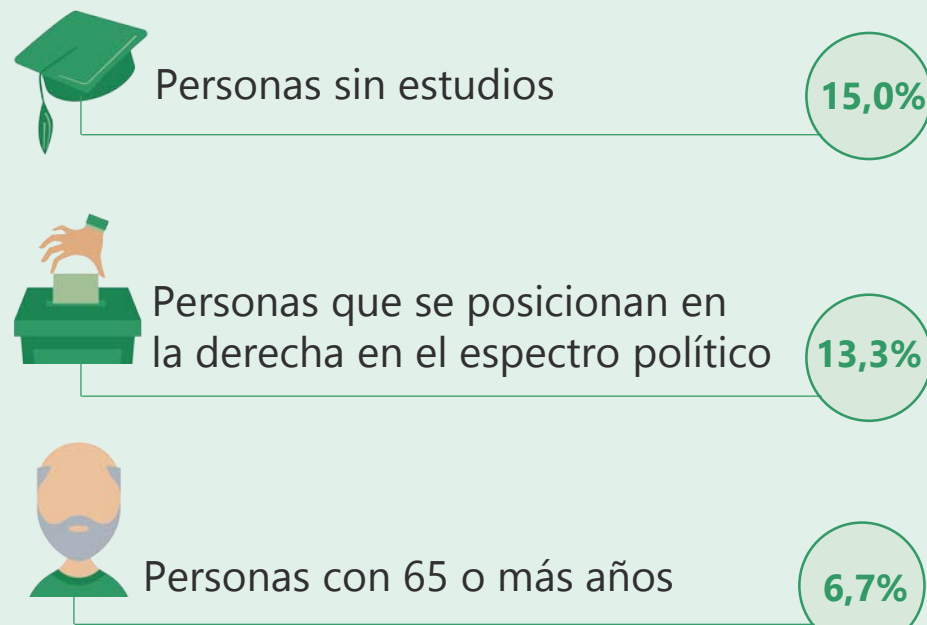 Personas sin estudios
15,0%
Personas que se posicionan en
la derecha en el espectro político
13,3%
Personas con 65 o más años
6,7%